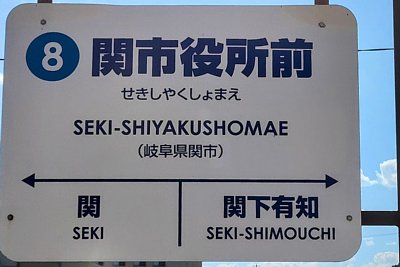 8 関市役所前
せきしやくしょまえ
SEKI-SHIYAKUSHOMAE
(岐阜県関市)
関 関下有知
SEKI SEKI-SHIMOUCHI